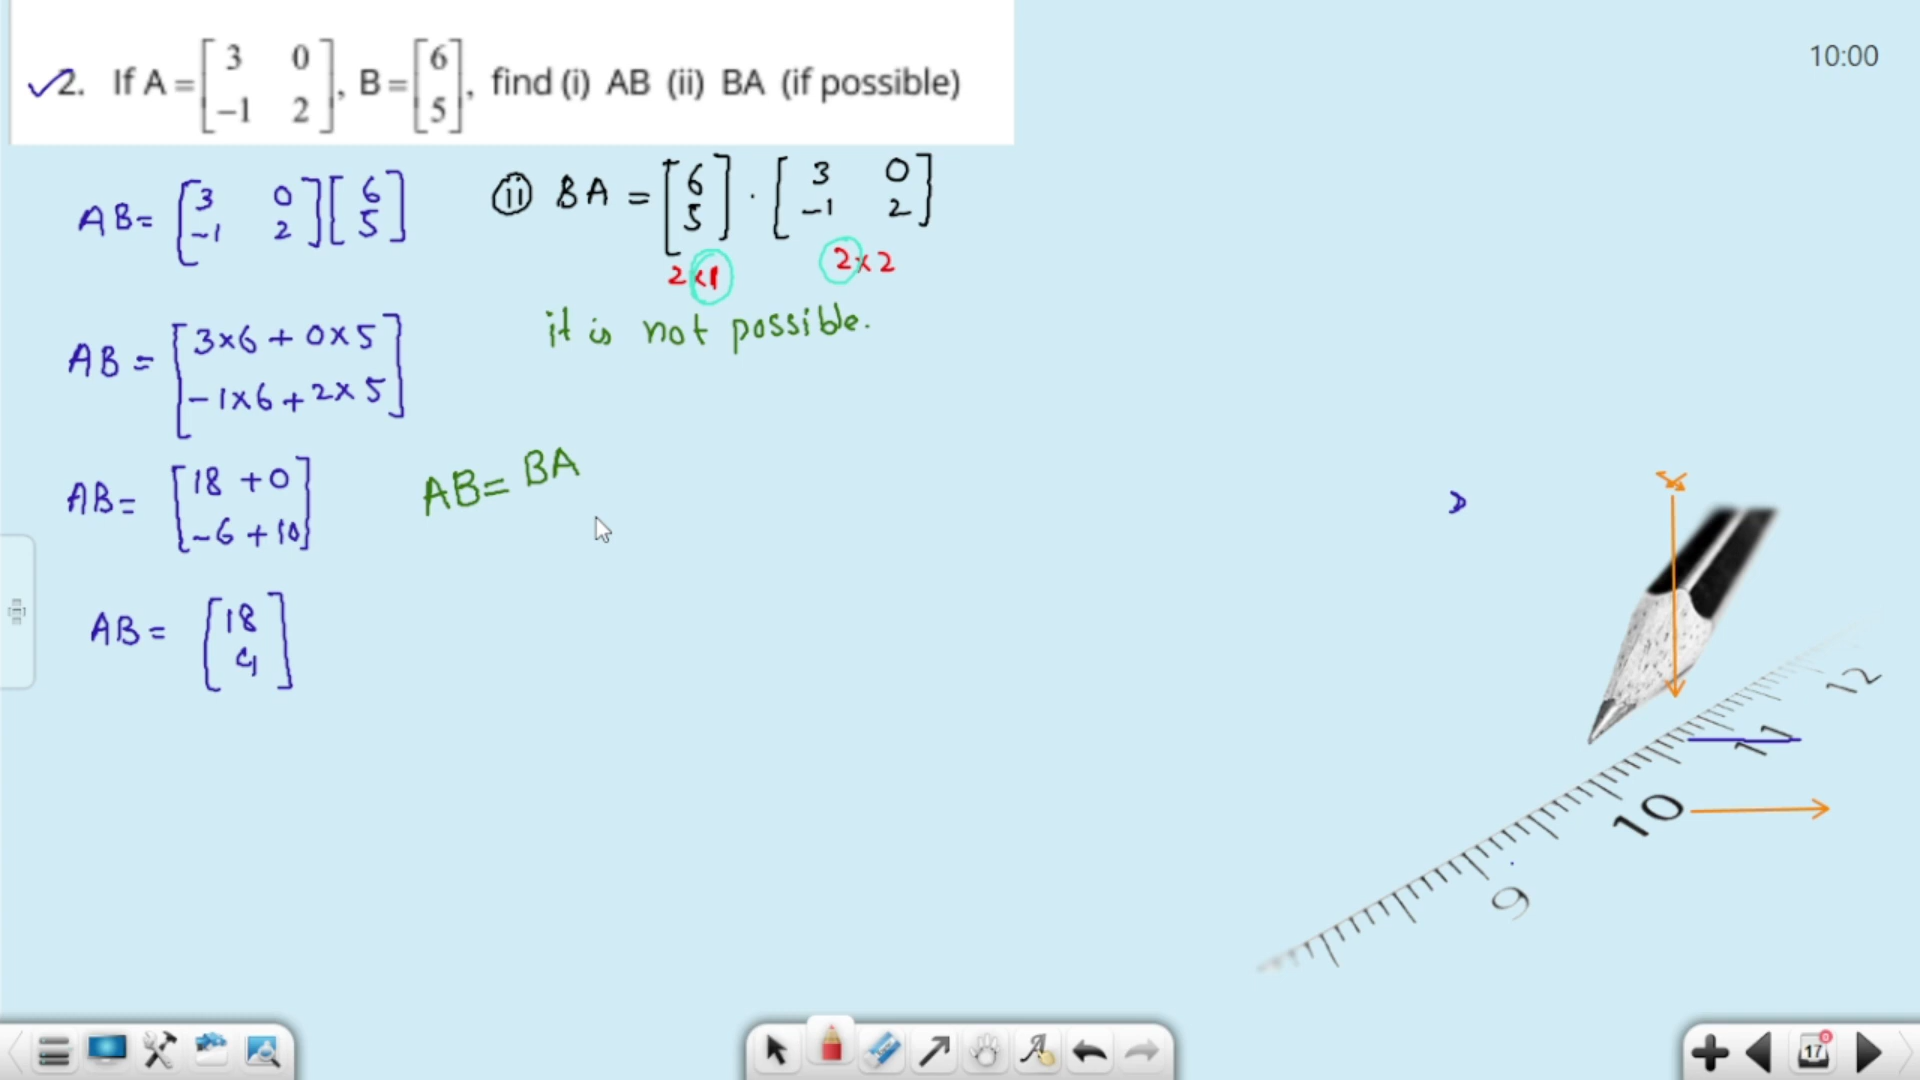 2. If A = [3 0 −1 2], B = [6 5], find (i) AB (ii) BA (if possible)
10:00
AB= [3 0 -1 2][6 5]
AB = [3×6 + 0×5 -1×6 + 2×5]
AB= [18 +0 -6 +10]
AB = [18 4]
(ii) BA = [6 5] · [3 0 -1 2]
2×1 2×2
it is not possible.
AB= BA
9 10 11 12
17